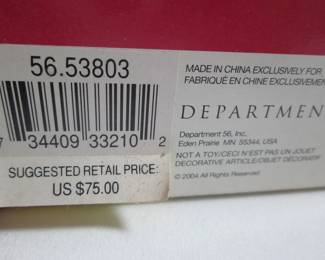 56.53803
34409 33210 2
SUGGESTED RETAIL PRICE:
US $75.00
MADE IN CHINA EXCLUSIVELY FOR
FABRIQUÉ EN CHINE EXCLUSIVEMEN
DEPARTMEN
Department 56, Inc.
Eden Prairie MN 55344, USA
NOT A TOY/CECI N'EST PAS UN JOUET
DECORATIVE ARTICLE/OBJET DÉCORATIF
© 2004 All Rights Reserved